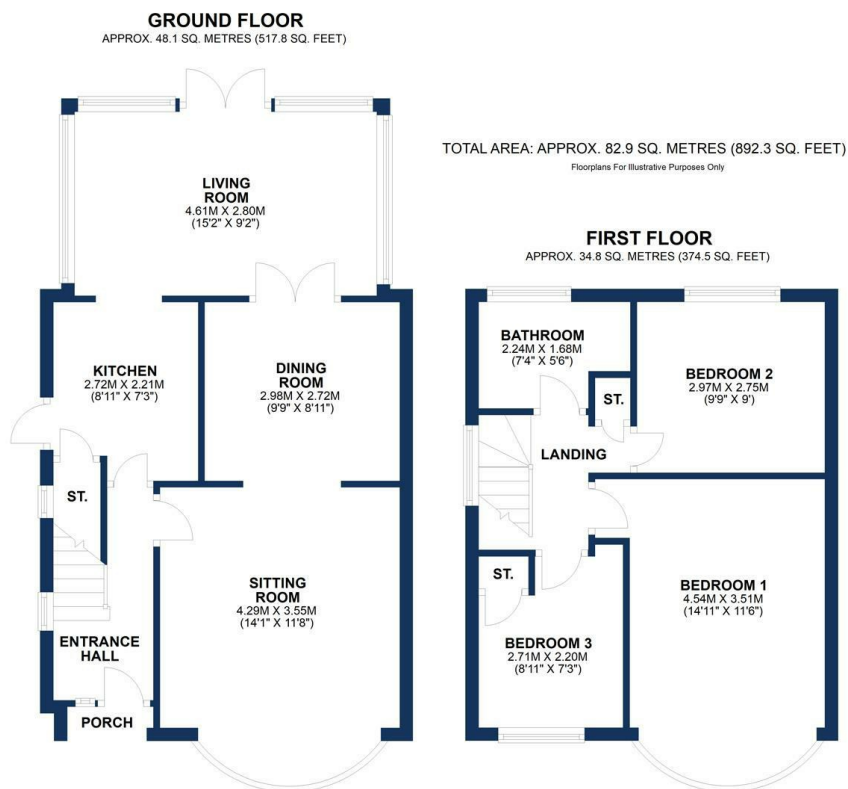 GROUND FLOOR
APPROX. 48.1 SQ. METRES (517.8 SQ. FEET)
LIVING
ROOM
4.61M X 2.80M
(15'2" X 9'2")
KITCHEN
2.72M X 2.21M
(8'11" X 7'3")
DINING
ROOM
2.98M X 2.72M
(9'9" X 8'11")
ST.
SITTING
ROOM
4.29M X 3.55M
(14'1" X 11'8")
ENTRANCE
HALL
PORCH
TOTAL AREA: APPROX. 82.9 SQ. METRES (892.3 SQ. FEET)
Floorplans For Illustrative Purposes Only
FIRST FLOOR
APPROX. 34.8 SQ. METRES (374.5 SQ. FEET)
BATHROOM
2.24M X 1.68M
(7'4" X 5'6")
BEDROOM 2
2.97M X 2.75M
(9'9" X 9')
ST.
LANDING
ST.
BEDROOM 1
4.54M X 3.51M
(14'11" X 11'6")
BEDROOM 3
2.71M X 2.20M
(8'11" X 7'3")